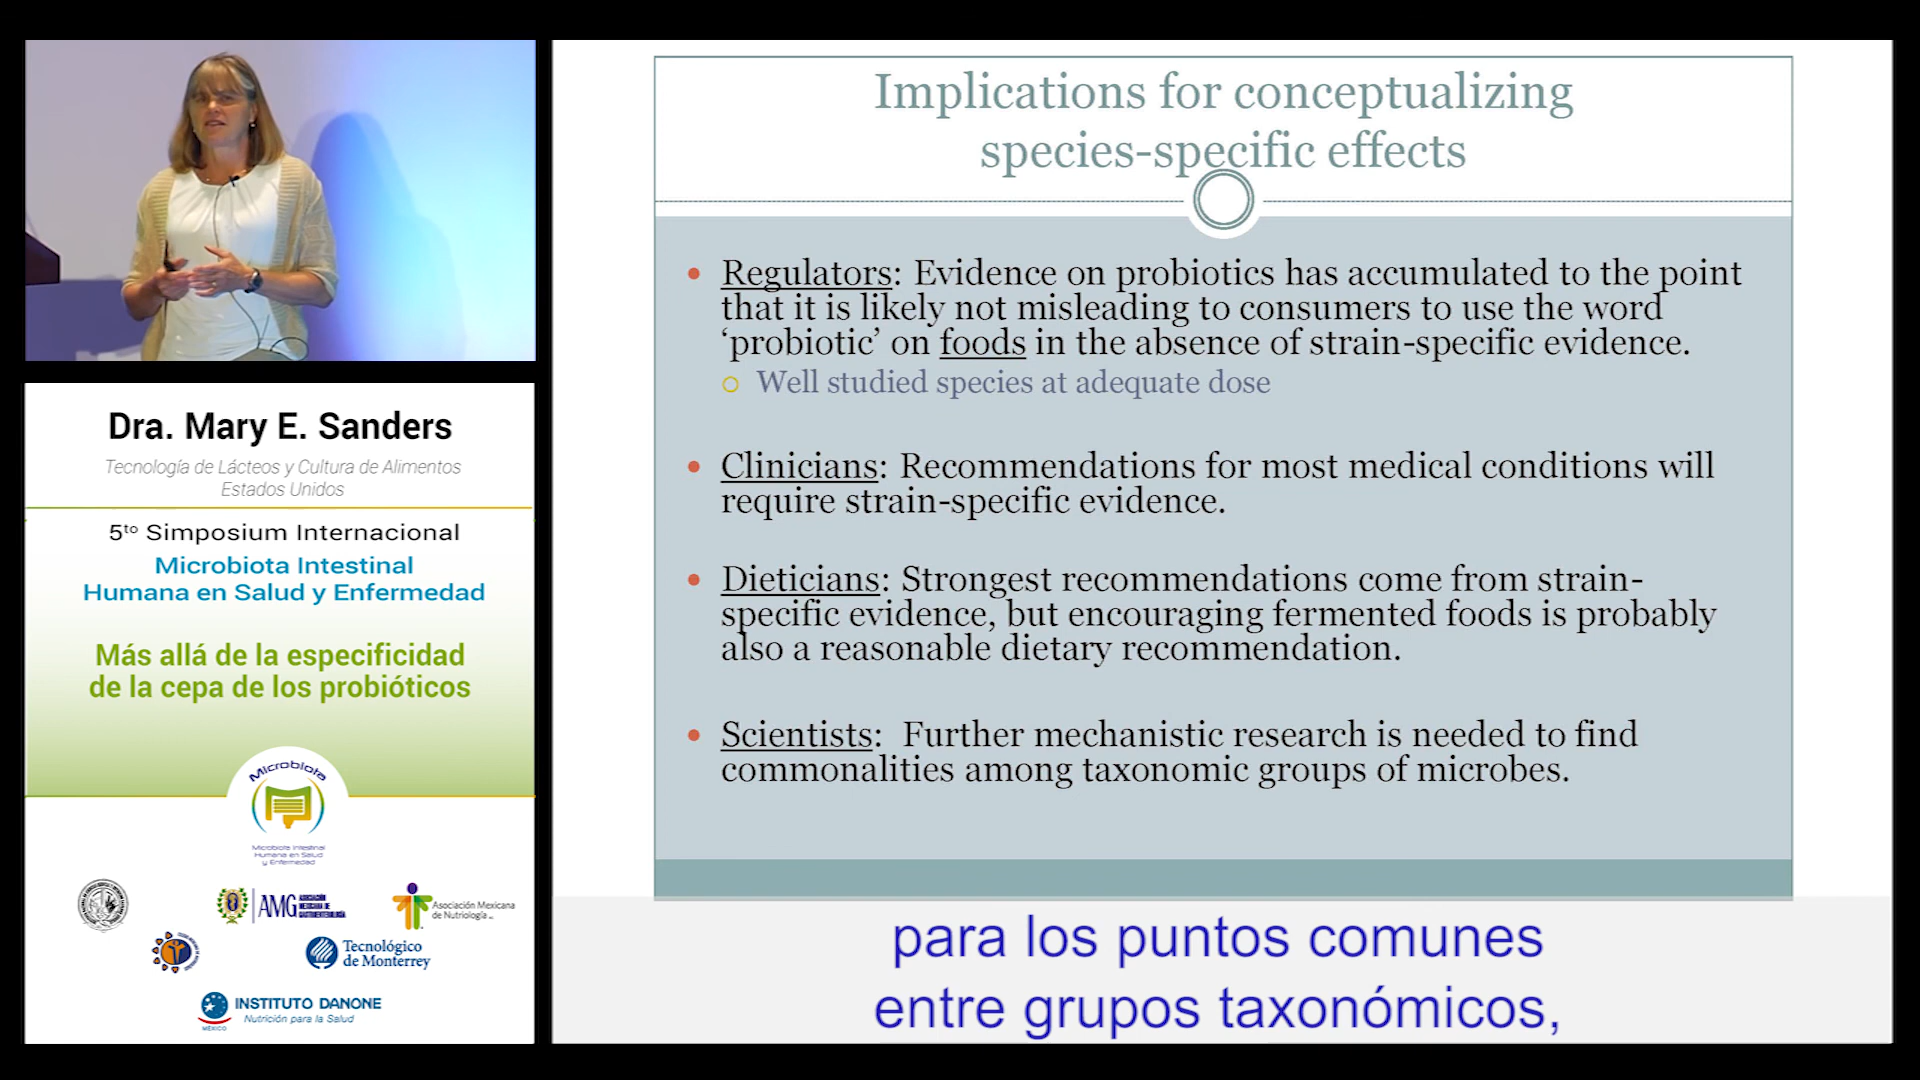 Dra. Mary E. Sanders
Tecnología de Lácteos y Cultura de Alimentos
Estados Unidos
5to Simposium Internacional
Microbiota Intestinal
Humana en Salud y Enfermedad
Más allá de la especificidad
de la cepa de los probióticos
Microbiota
Microbiota Intestinal
Humana en Salud
y Enfermedad
AMG ASOCIACIÓN
MEXICANA DE
GASTROENTEROLOGÍA
Asociación Mexicana
de Nutriología
Tecnológico
de Monterrey
INSTITUTO DANONE
Nutrición para la Salud
MÉXICO
Implications for conceptualizing
species-specific effects
• Regulators: Evidence on probiotics has accumulated to the point
that it is likely not misleading to consumers to use the word
‘probiotic’ on foods in the absence of strain-specific evidence.
○ Well studied species at adequate dose
• Clinicians: Recommendations for most medical conditions will
require strain-specific evidence.
• Dieticians: Strongest recommendations come from strain-
specific evidence, but encouraging fermented foods is probably
also a reasonable dietary recommendation.
• Scientists: Further mechanistic research is needed to find
commonalities among taxonomic groups of microbes.
para los puntos comunes
entre grupos taxonómicos,